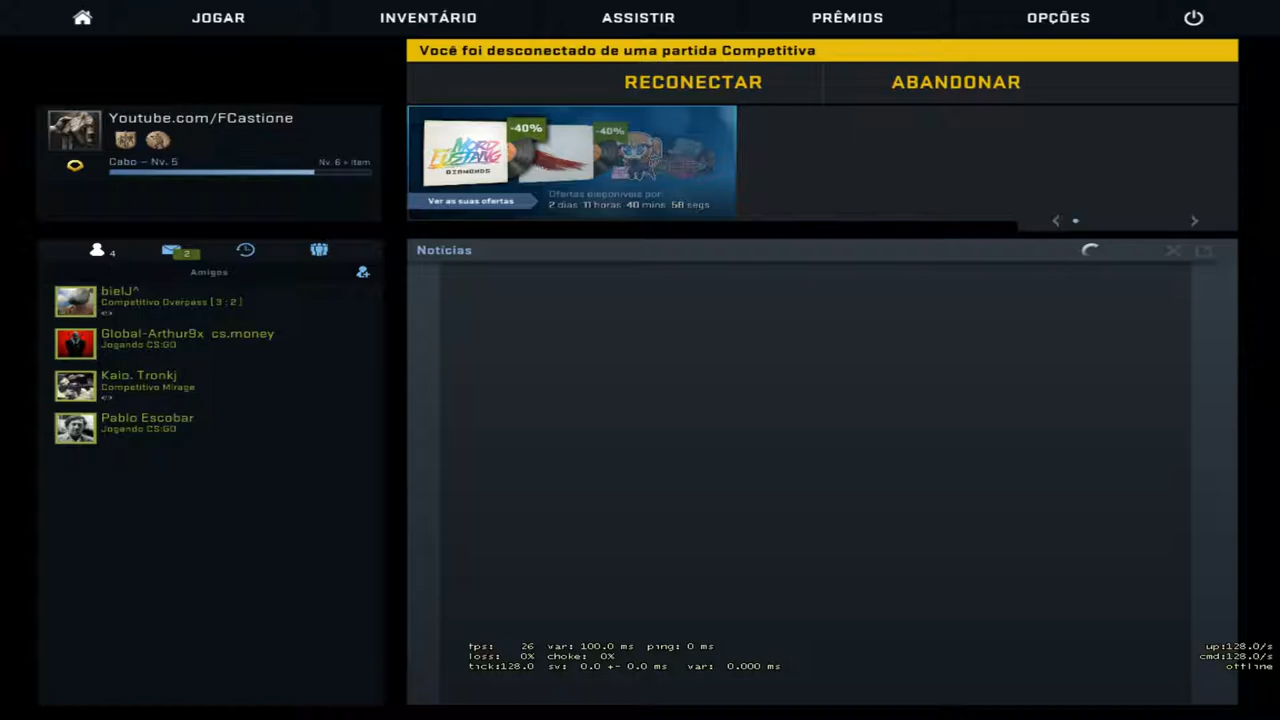 JOGAR
INVENTÁRIO
ASSISTIR
PRÊMIOS
OPÇÕES
Você foi desconectado de uma partida Competitiva
RECONECTAR
ABANDONAR
Youtube.com/FCastione
Cabo – Nv. 5
Nv. 6 + Item
-40%
-40%
MORD
FUSTANG
DIAMONDS
Ver as suas ofertas
Ofertas disponíveis por:
2 dias 11 horas 40 mins 58 segs
4
2
Amigos
Notícias
bielJ^
Competitivo Overpass [ 3 : 2 ]
Global-Arthur9x cs.money
Jogando CS:GO
Kaio. Tronkj
Competitivo Mirage
Pablo Escobar
Jogando CS:GO
fps: 26 var: 100.0 ms ping: 0 ms
loss: 0% choke: 0%
tick:128.0 sv: 0.0 +- 0.0 ms var: 0.000 ms
up:128.0/s
cmd:128.0/s
offline